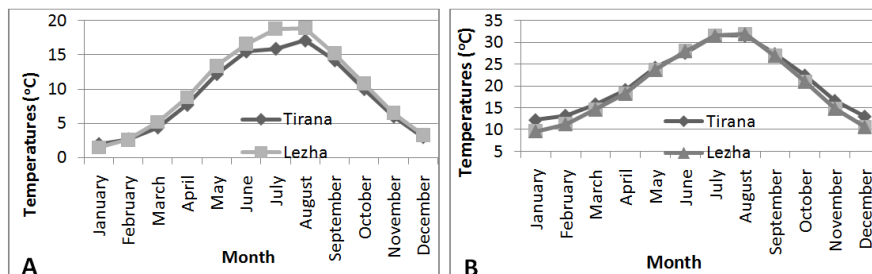 Temperatures (°C)
20
15
10
5
0
Tirana
Lezha
January
February
March
April
May
June
July
August
September
October
November
December
Month
A
Temperatures (°C)
35
30
25
20
15
10
5
Tirana
Lezha
January
February
March
April
May
June
July
August
September
October
November
December
Month
B